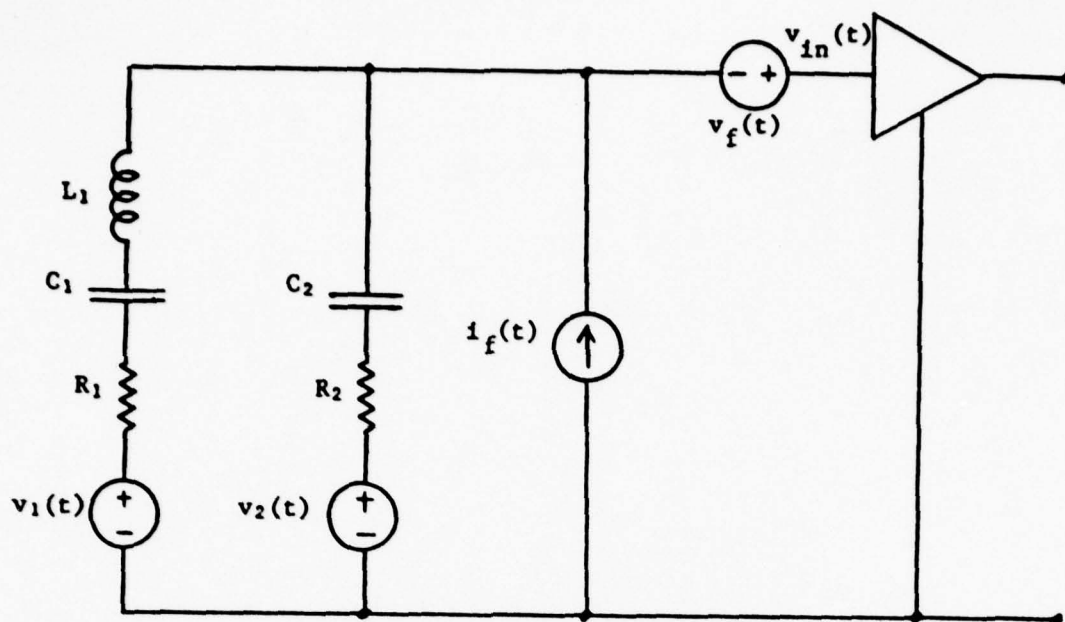 v_in(t)
- +
v_f(t)
L₁
C₁
C₂
i_f(t)
R₁
R₂
v₁(t)
+
-
v₂(t)
+
-